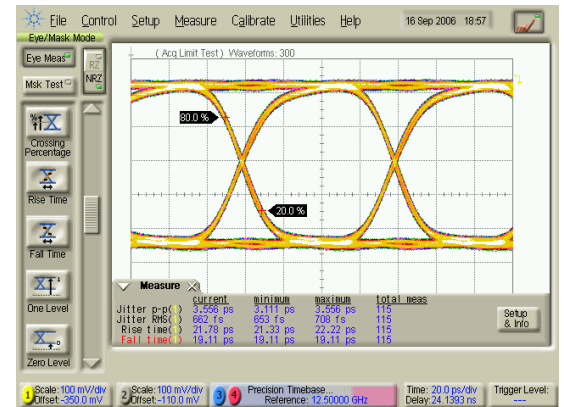 File Control Setup Measure Calibrate Utilities Help 16 Sep 2006 18:57
Eye/Mask Mode
Eye Meas
Msk Test
RZ
NRZ
( Acq Limit Test ) Waveforms: 300
80.0 %
20.0 %
Crossing
Percentage
Rise Time
Fall Time
One Level
Zero Level
Measure
current minimum maximum total meas
Jitter p-p( ) 3.556 ps 3.111 ps 3.556 ps 115
Jitter RMS( ) 662 fs 653 fs 708 fs 115
Rise time( ) 21.78 ps 21.33 ps 22.22 ps 115
Fall time( ) 19.11 ps 19.11 ps 19.11 ps 115
Setup
& Info
1 Scale: 100 mV/div
Offset:-350.0 mV
2 Scale: 100 mV/div
Offset:-110.0 mV
3 4 Precision Timebase...
Reference: 12.50000 GHz
Time: 20.0 ps/div
Delay:24.1393 ns
Trigger Level:
---